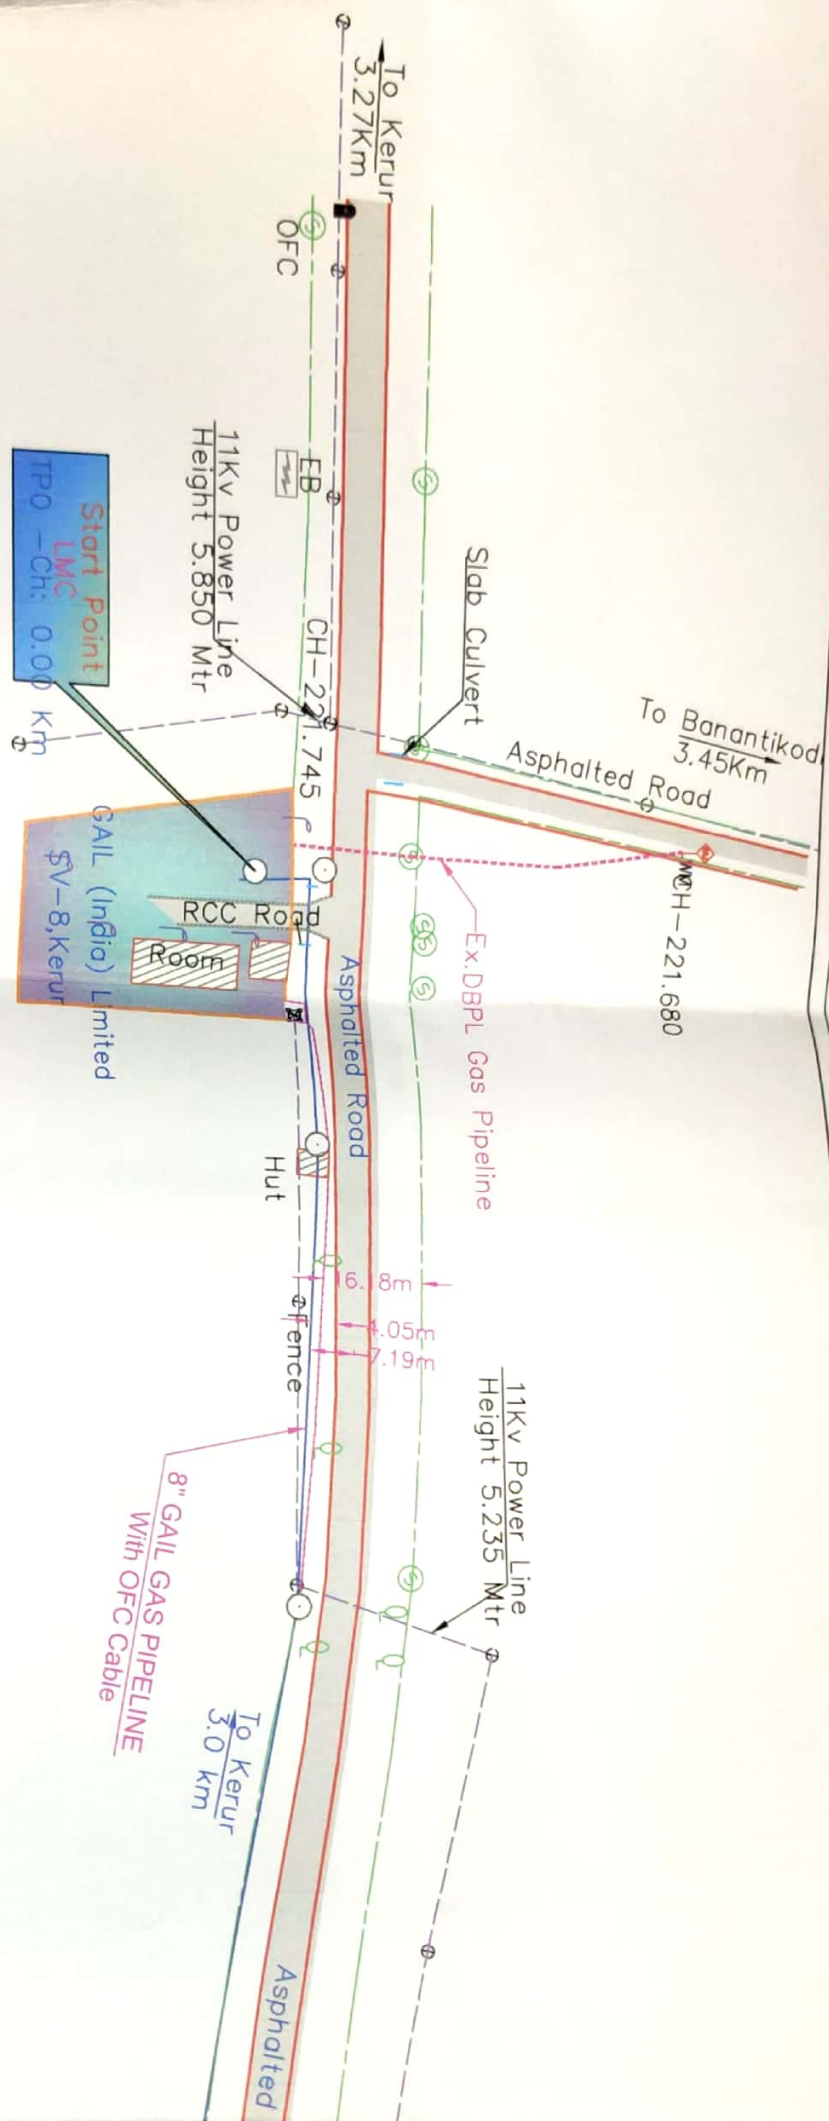 To Kerur
3.27Km
OFC
EB
11Kv Power Line
Height 5.850 Mtr
CH-221.745
Slab Culvert
To Banantikod
3.45Km
Asphalted Road
CH-221.680
Start Point
LMC
TPO -Ch: 0.00 Km
GAIL (India) Limited
SV-8,Kerur
RCC Road
Room
Asphalted Road
Ex.DBPL Gas Pipeline
Hut
Fence
6.18m
4.05m
7.19m
11Kv Power Line
Height 5.235 Mtr
8" GAIL GAS PIPELINE
With OFC Cable
To Kerur
3.0 km
Asphalted